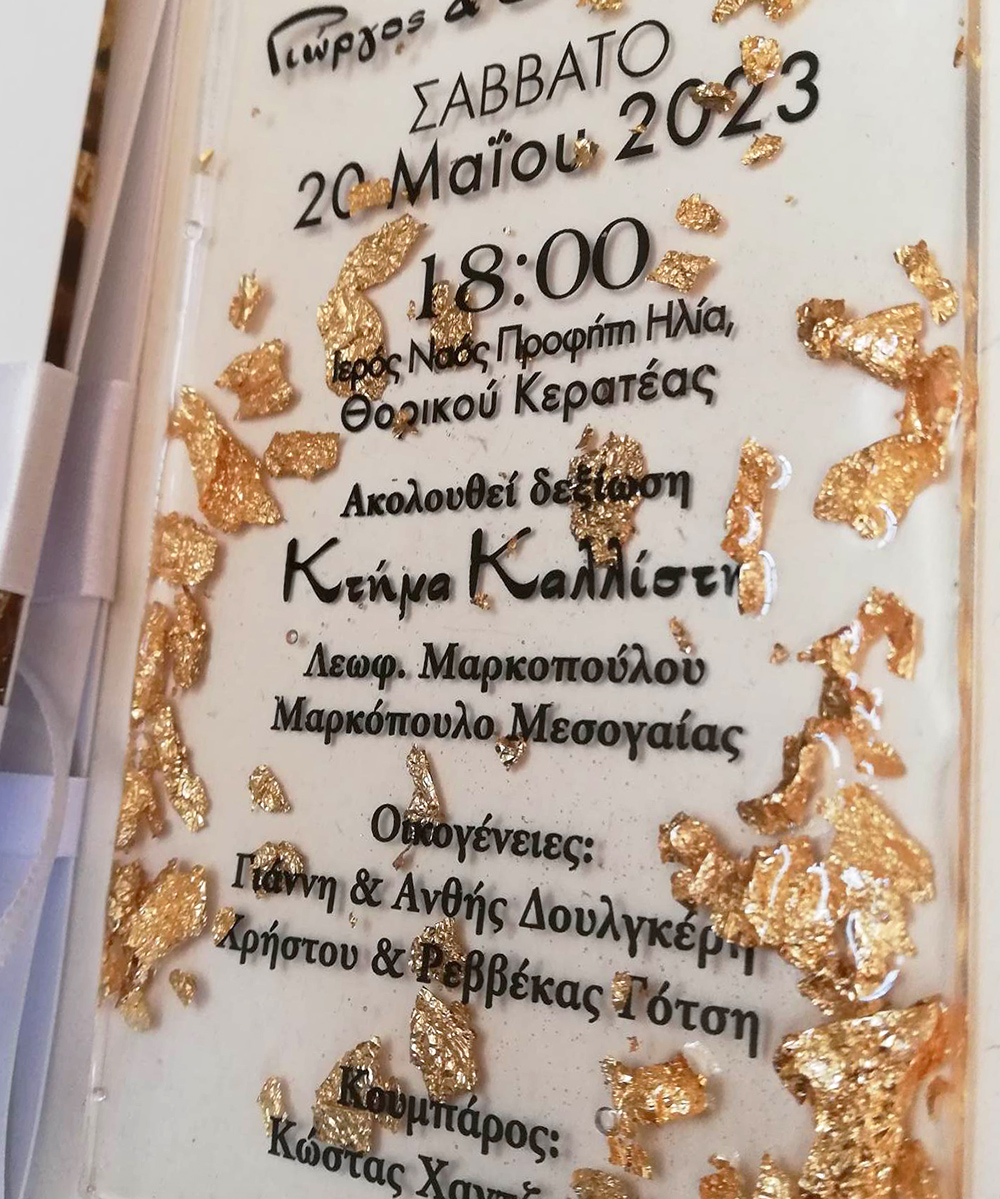 Γιώργος &
ΣΑΒΒΑΤΟ
20 Μαΐου 2023
18:00
Ιερός Ναός Προφήτη Ηλία,
Θορικού Κερατέας
Ακολουθεί δεξίωση
Κτήμα Καλλίστη
Λεωφ. Μαρκοπούλου
Μαρκόπουλο Μεσογαίας
Οικογένειες:
Γιάννη & Ανθής Δουλγκέρη
Χρήστου & Ρεββέκας Γότση
Κουμπάρος:
Κώστας